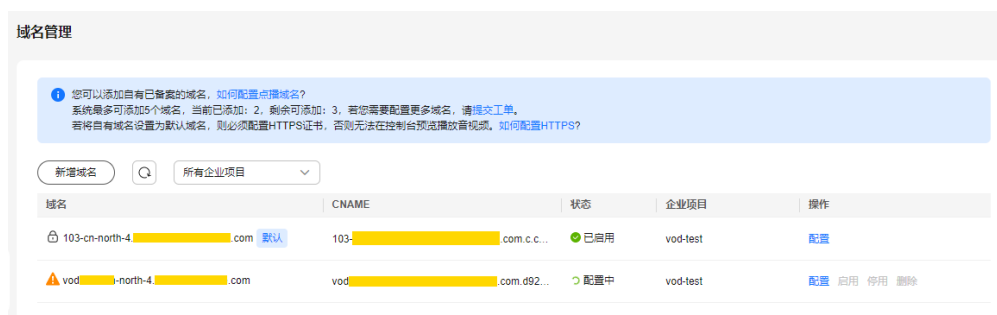 域名管理
您可以添加自有已备案的域名，如何配置点播域名?
系统最多可添加5个域名，当前已添加：2，剩余可添加：3，若您需要配置更多域名，请提交工单。
若将自有域名设置为默认域名，则必须配置HTTPS证书，否则无法在控制台预览播放音视频。如何配置HTTPS?
新增域名 所有企业项目
域名 CNAME 状态 企业项目 操作
103-cn-north-4. .com 默认 103- .com.c.c... 已启用 vod-test 配置
vod -north-4. .com vod .com.d92... 配置中 vod-test 配置 启用 停用 删除